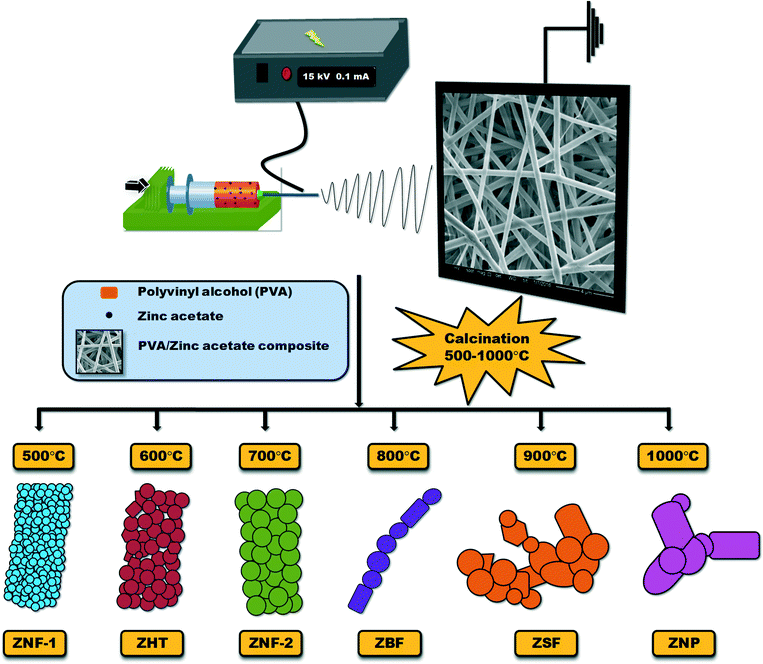 15 kV 0.1 mA
Polyvinyl alcohol (PVA)
Zinc acetate
PVA/Zinc acetate composite
Calcination
500-1000°C
500°C
600°C
700°C
800°C
900°C
1000°C
ZNF-1
ZHT
ZNF-2
ZBF
ZSF
ZNP